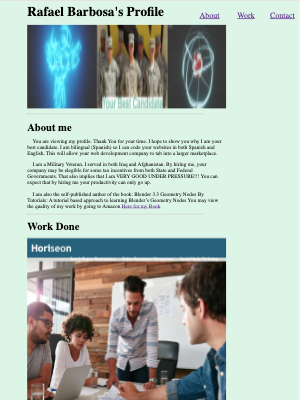 Rafael Barbosa's Profile
About Work Contact
Your Best Candidate
About me
You are viewing my profile. Thank You for your time. I hope to show you why I am your
best candidate. I am bilingual (Spanish) so I can code your websites in both Spanish and
English. This will allow your web development company to tab into a larger marketplace.
I am a Military Veteran. I served in both Iraq and Afghanistan. By hiring me, your
company may be elegible for some tax incentives from both State and Federal
Governments. That also implies that I am VERY GOOD UNDER PRESSURE!!! You can
expect that by hiring me your productivity can only go up.
I am also the self-published author of the book: Blender 3.3 Geometry Nodes By
Tutorials: A tutorial based approach to learning Blender's Geometry Nodes You may view
the quality of my work by going to Amazon Here for my Book
Work Done
Horiseon